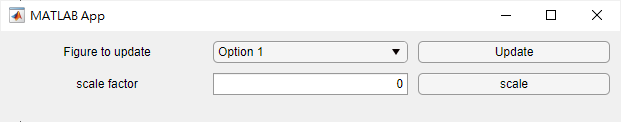 MATLAB App
Figure to update Option 1 Update
scale factor 0 scale